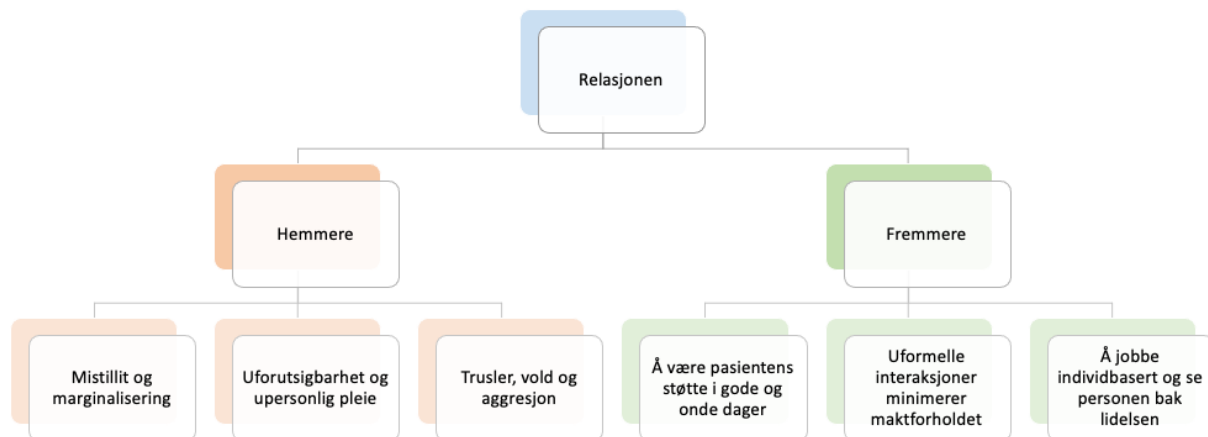 Relasjonen
Hemmere
Fremmere
Mistillit og
marginalisering
Uforutsigbarhet og
upersonlig pleie
Trusler, vold og
aggresjon
Å være pasientens
støtte i gode og
onde dager
Uformelle
interaksjoner
minimerer
maktforholdet
Å jobbe
individbasert og se
personen bak
lidelsen